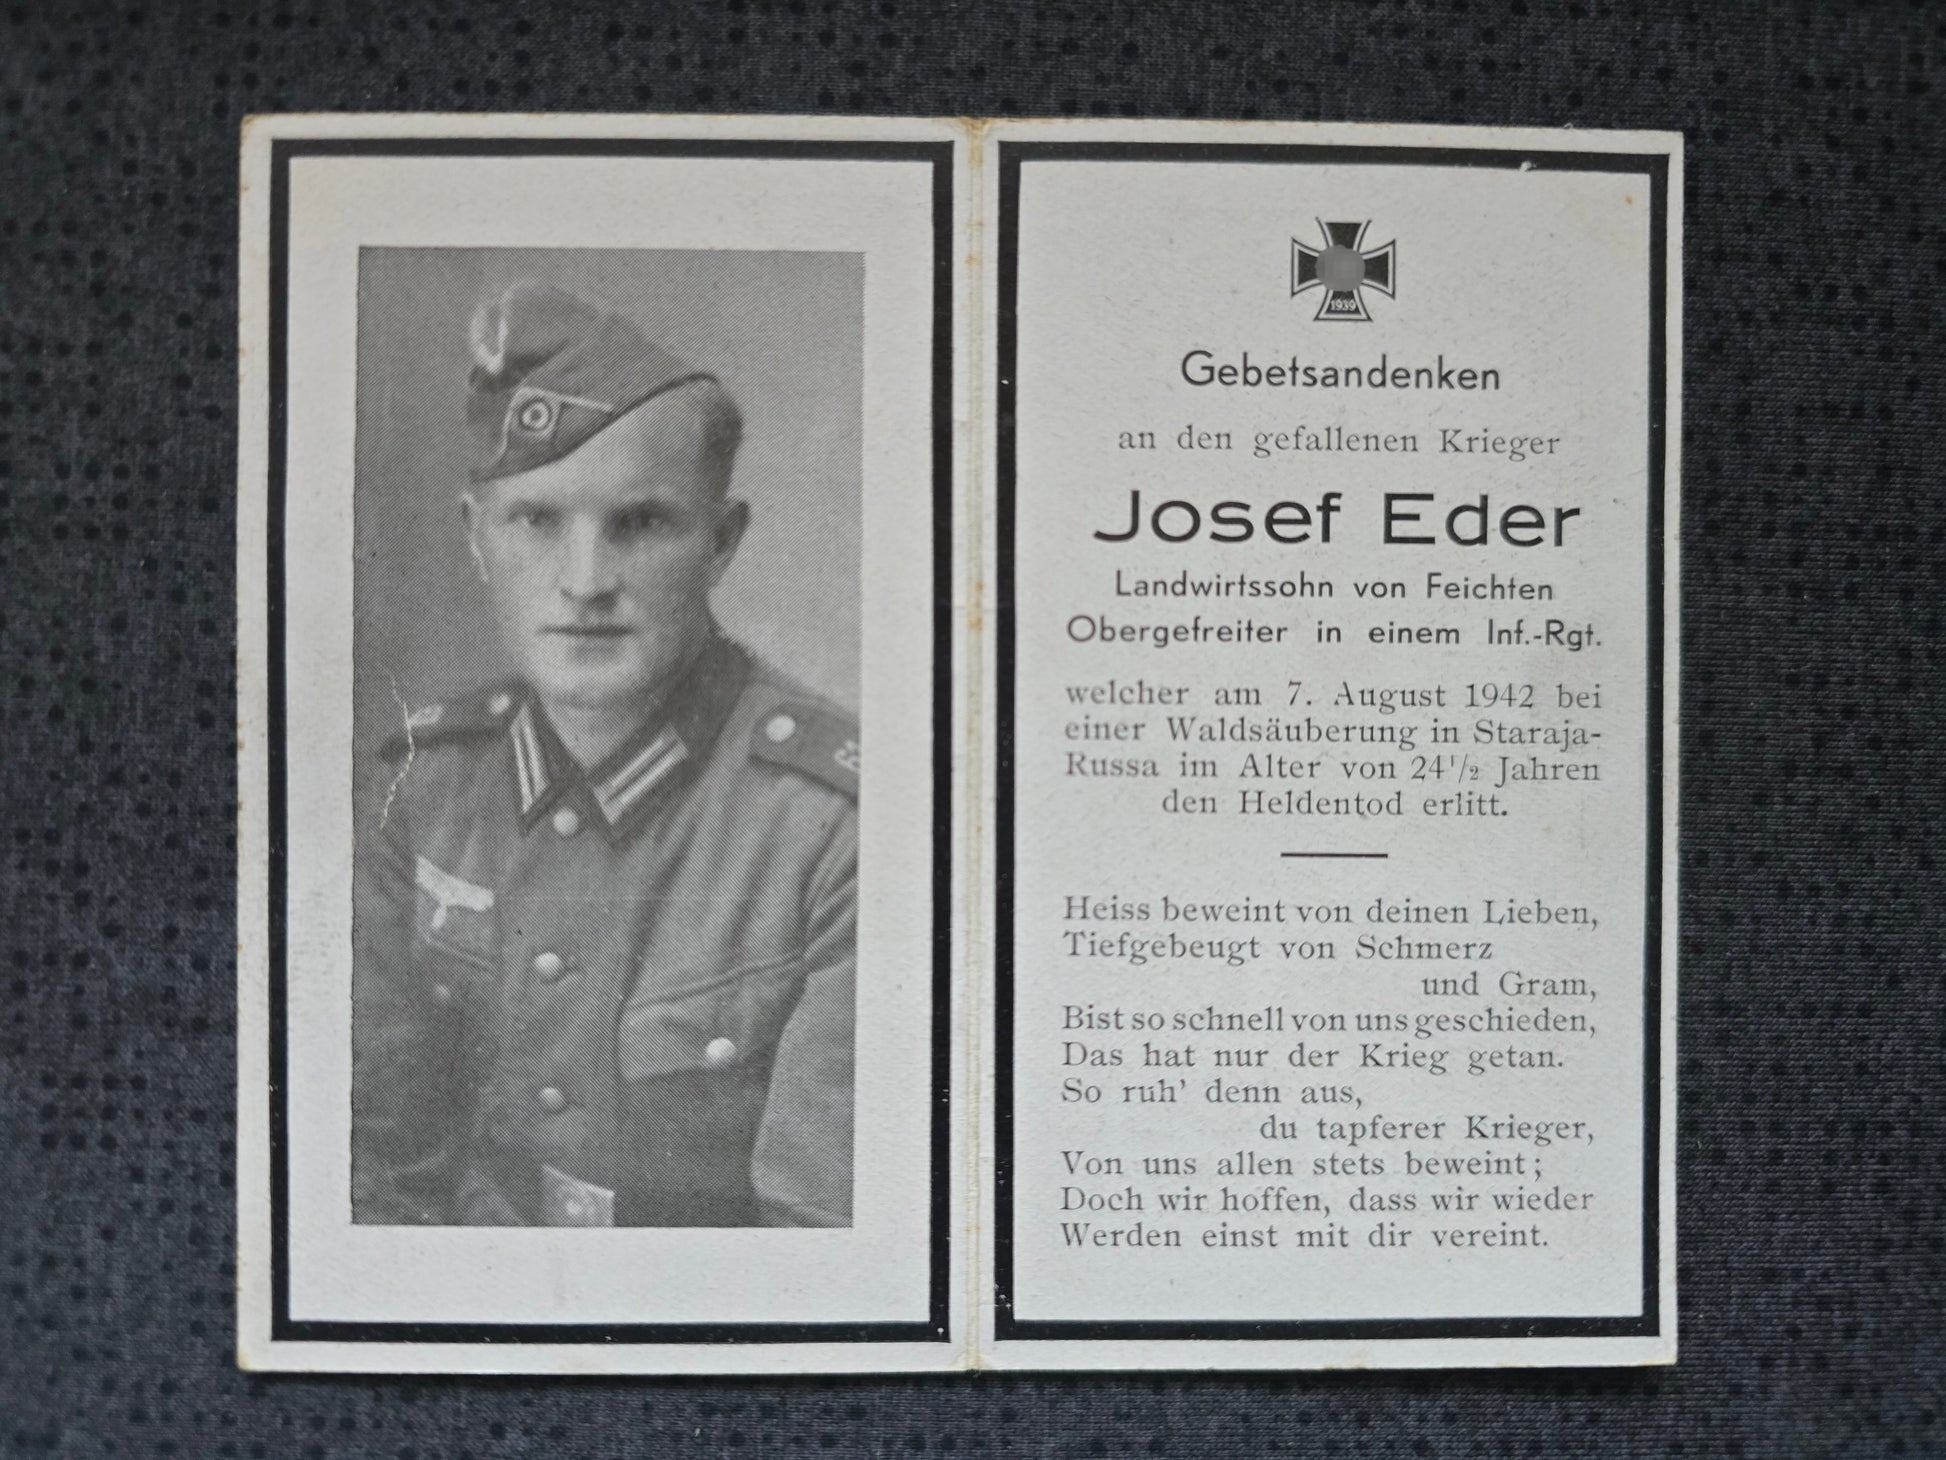 1939
Gebetsandenken
an den gefallenen Krieger
Josef Eder
Landwirtssohn von Feichten
Obergefreiter in einem Inf.-Rgt.
welcher am 7. August 1942 bei
einer Waldsäuberung in Staraja-
Russa im Alter von 24 1/2 Jahren
den Heldentod erlitt.
Heiss beweint von deinen Lieben,
Tiefgebeugt von Schmerz
und Gram,
Bist so schnell von uns geschieden,
Das hat nur der Krieg getan.
So ruh' denn aus,
du tapferer Krieger,
Von uns allen stets beweint;
Doch wir hoffen, dass wir wieder
Werden einst mit dir vereint.